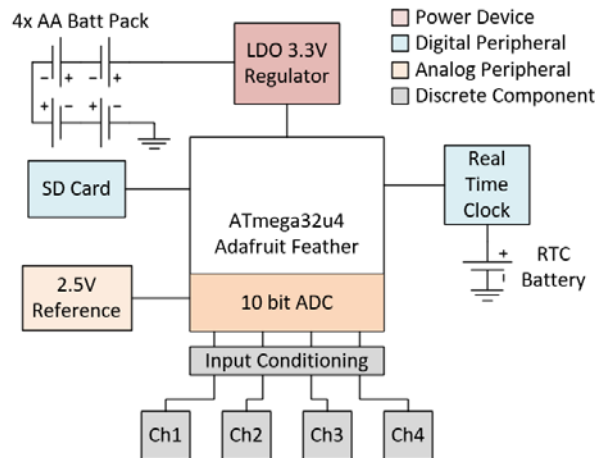 4x AA Batt Pack
LDO 3.3V
Regulator
Power Device
Digital Peripheral
Analog Peripheral
Discrete Component
- + - +
- + + -
SD Card
ATmega32u4
Adafruit Feather
Real
Time
Clock
+
RTC
Battery
2.5V
Reference
10 bit ADC
Input Conditioning
Ch1
Ch2
Ch3
Ch4